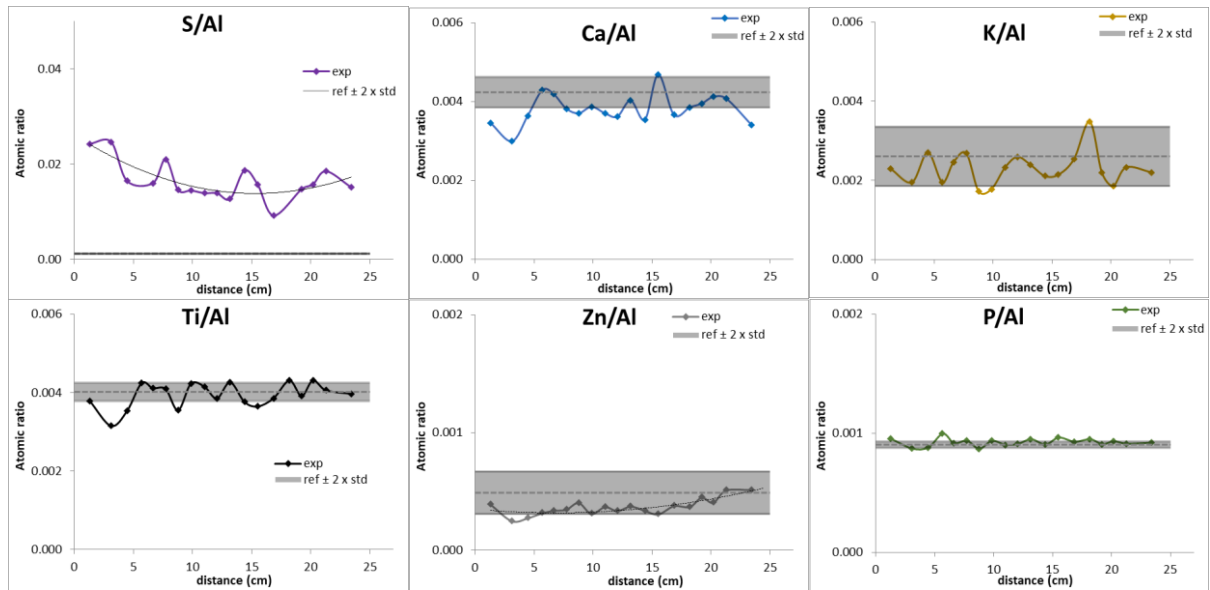 S/Al
Atomic ratio
0.04
0.02
0.00
0
5
10
15
20
25
distance (cm)
exp
ref ± 2 x std
Ca/Al
Atomic ratio
0.006
0.004
0.002
0.000
0
5
10
15
20
25
distance (cm)
exp
ref ± 2 x std
K/Al
Atomic ratio
0.006
0.004
0.002
0.000
0
5
10
15
20
25
distance (cm)
exp
ref ± 2 x std
Ti/Al
Atomic ratio
0.006
0.004
0.002
0.000
0
5
10
15
20
25
distance (cm)
exp
ref ± 2 x std
Zn/Al
Atomic ratio
0.002
0.001
0.000
0
5
10
15
20
25
distance (cm)
exp
ref ± 2 x std
P/Al
Atomic ratio
0.002
0.001
0.000
0
5
10
15
20
25
distance (cm)
exp
ref ± 2 x std